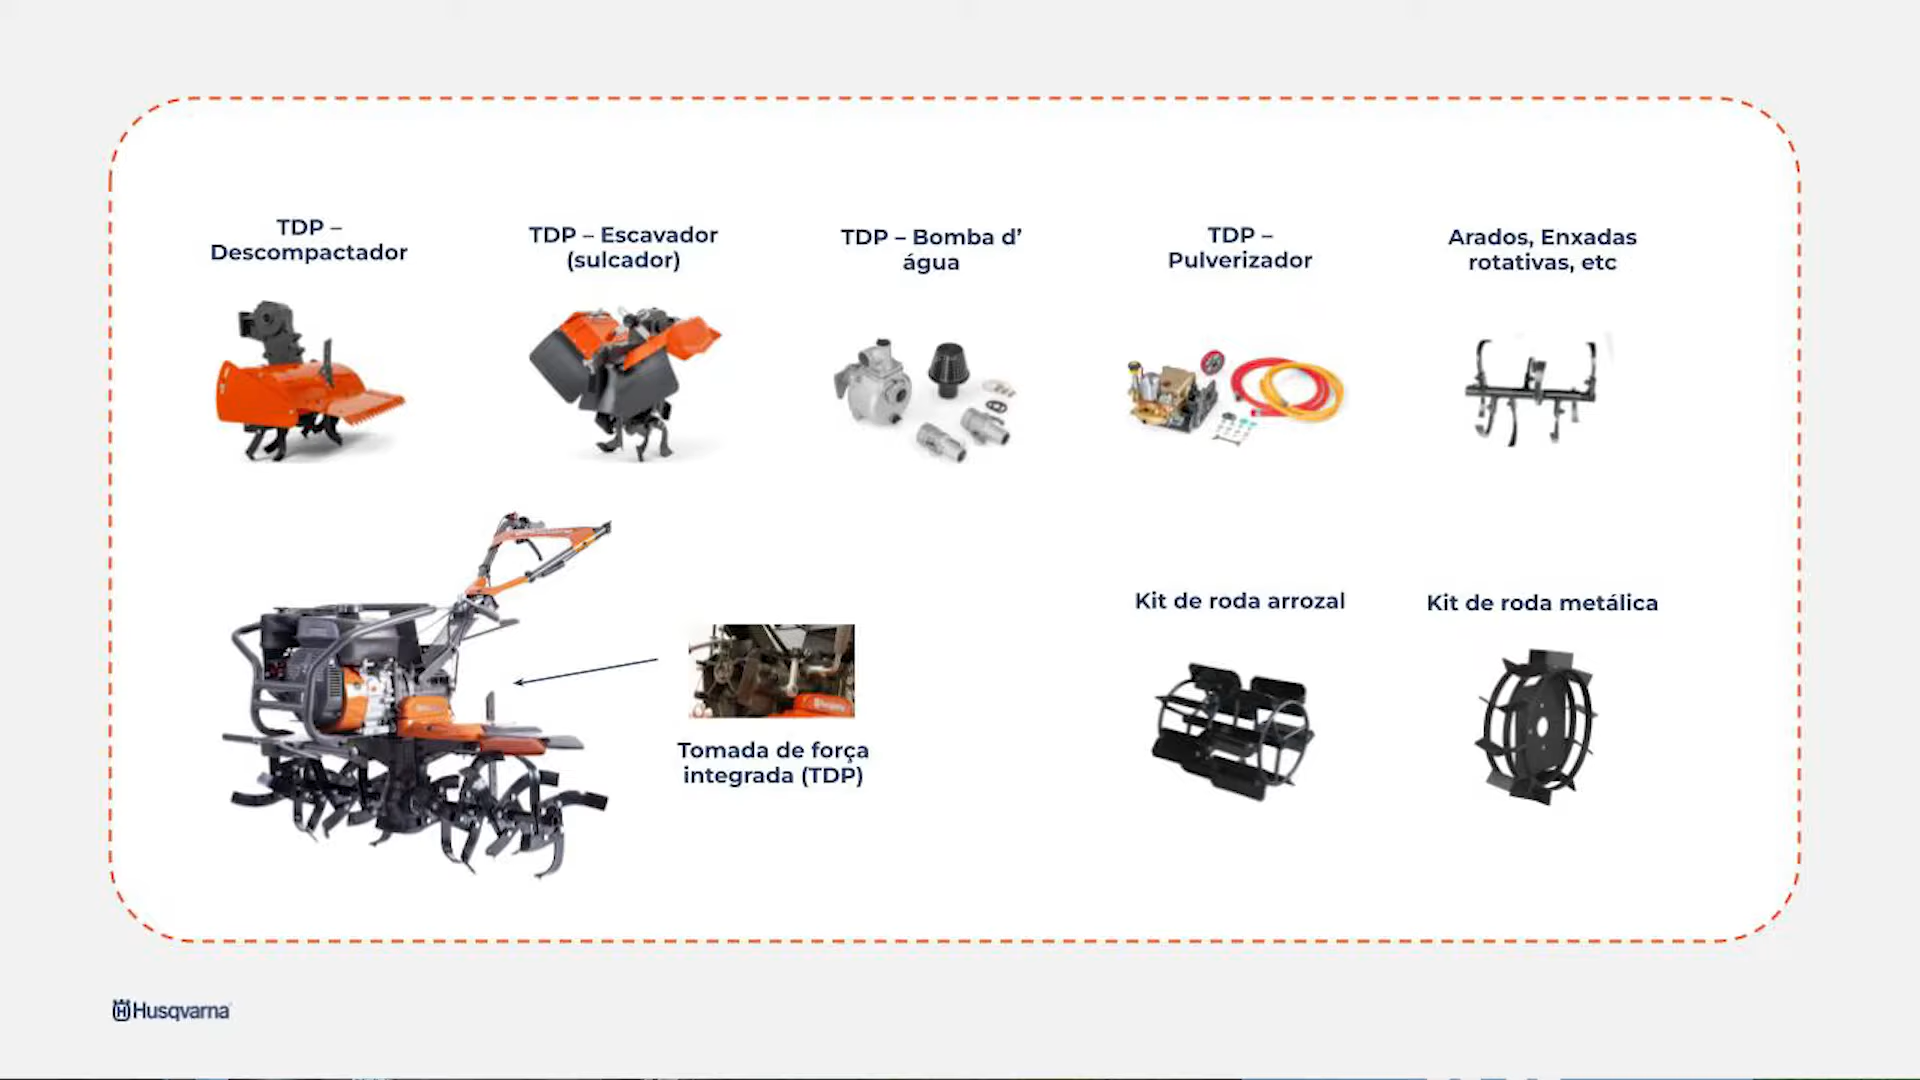 TDP –
Descompactador
TDP – Escavador
(sulcador)
TDP – Bomba d’
água
TDP –
Pulverizador
Arados, Enxadas
rotativas, etc
Tomada de força
integrada (TDP)
Kit de roda arrozal
Kit de roda metálica
Husqvarna